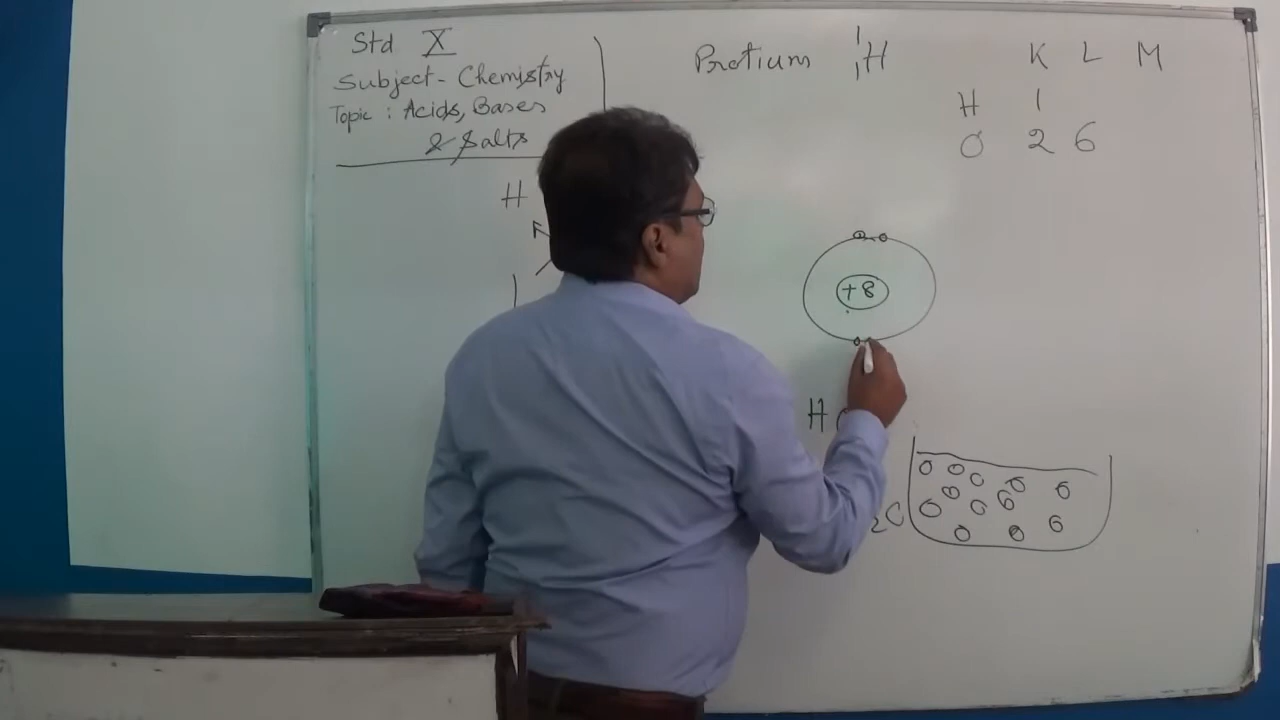 Std X
Subject - Chemistry
Topic : Acids, Bases
& Salts
H
Protium ¹₁H
K L M
H 1
O 2 6
+8
H